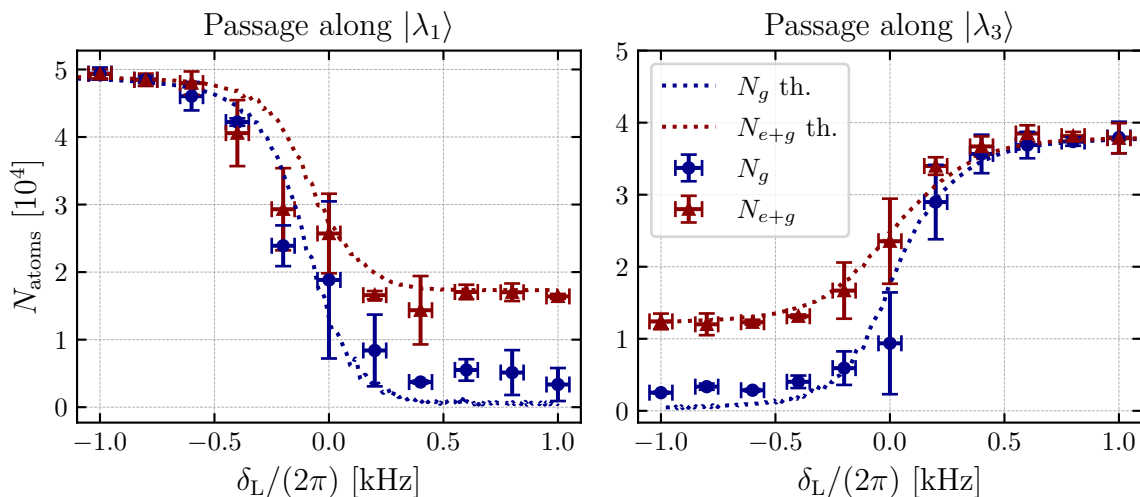 Passage along |λ₁⟩
Passage along |λ₃⟩
N_atoms [10⁴]
5
4
3
2
1
0
−1.0
−0.5
0.0
0.5
1.0
δ_L/(2π) [kHz]
5
4
3
2
1
0
N_g th.
N_{e+g} th.
N_g
N_{e+g}
−1.0
−0.5
0.0
0.5
1.0
δ_L/(2π) [kHz]